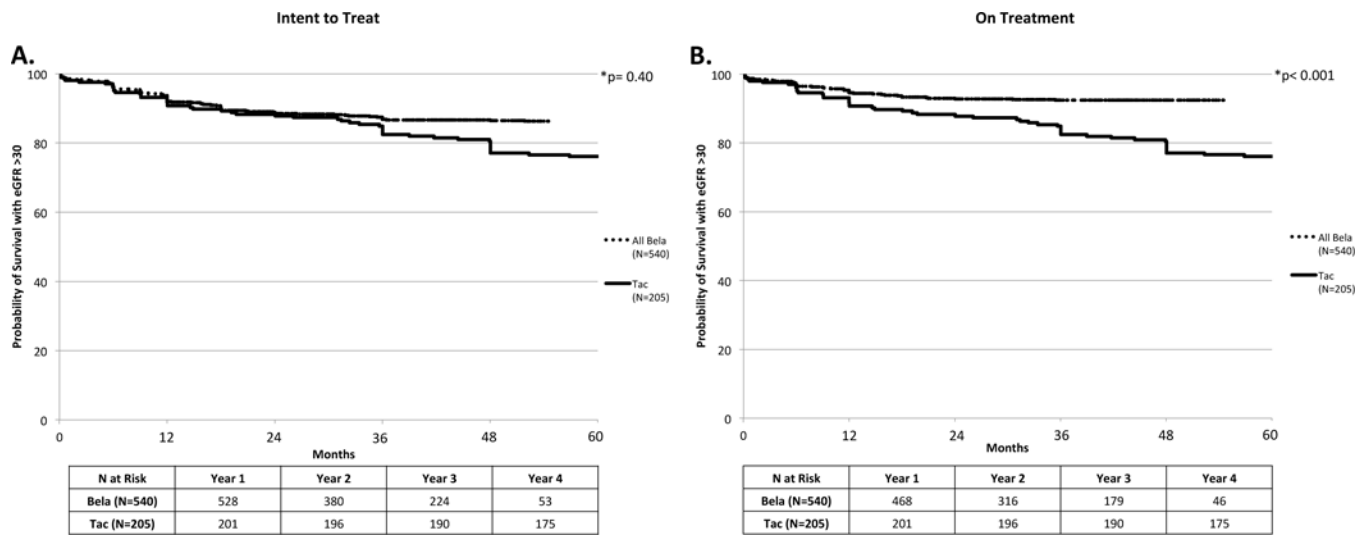 Intent to Treat
A.
*p= 0.40
Probability of Survival with eGFR >30
100
80
60
40
20
0
0 12 24 36 48 60
Months
All Bela
(N=540)
Tac
(N=205)
N at Risk Year 1 Year 2 Year 3 Year 4
Bela (N=540) 528 380 224 53
Tac (N=205) 201 196 190 175
On Treatment
B.
*p< 0.001
Probability of Survival with eGFR >30
100
80
60
40
20
0
0 12 24 36 48 60
Months
All Bela
(N=540)
Tac
(N=205)
N at Risk Year 1 Year 2 Year 3 Year 4
Bela (N=540) 468 316 179 46
Tac (N=205) 201 196 190 175